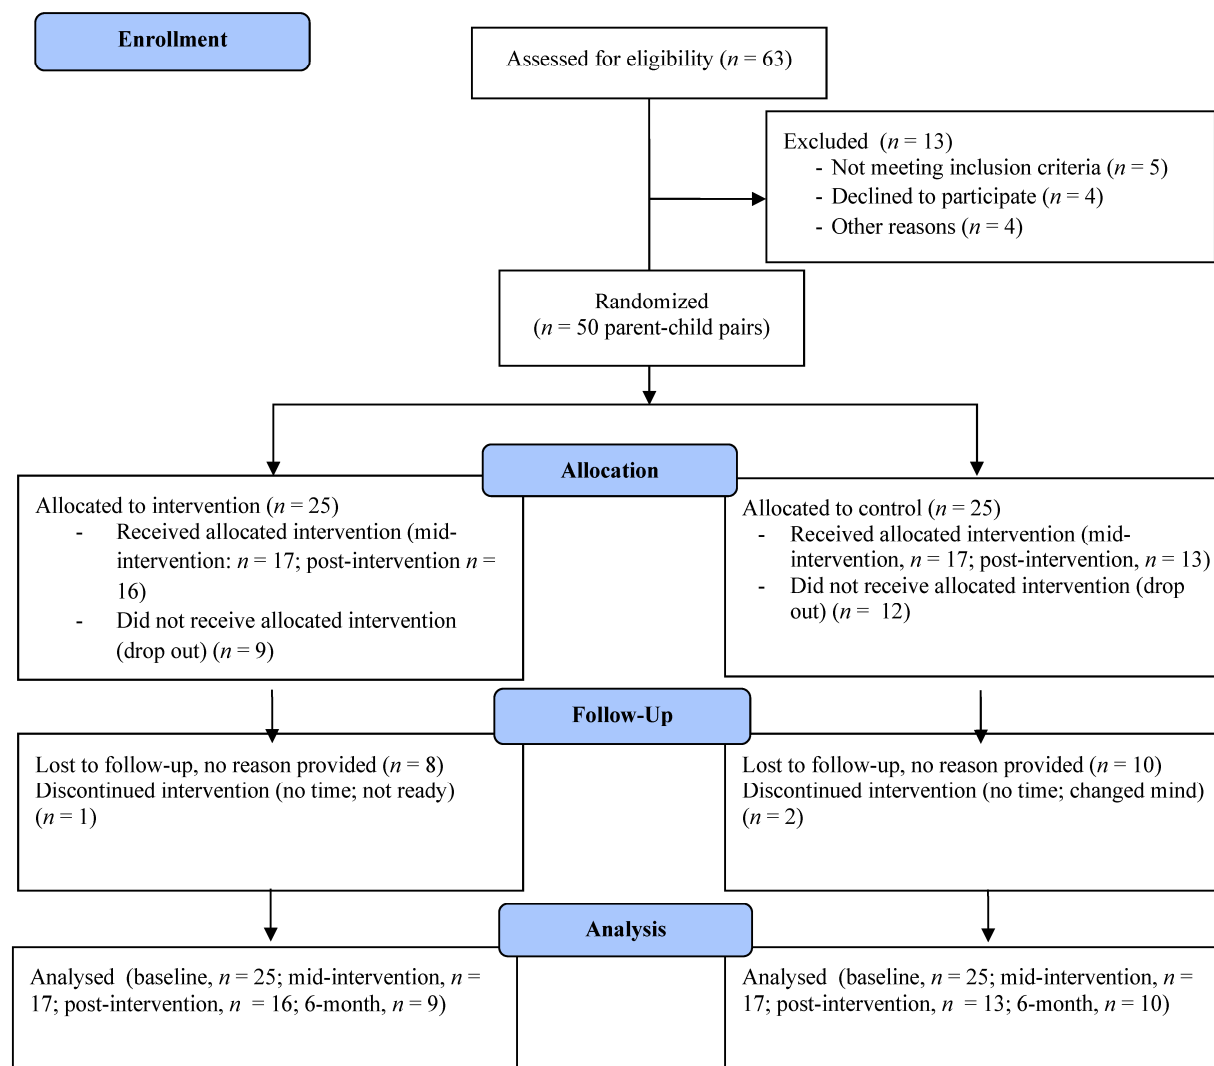 Enrollment
Assessed for eligibility (n = 63)
Excluded (n = 13)
- Not meeting inclusion criteria (n = 5)
- Declined to participate (n = 4)
- Other reasons (n = 4)
Randomized
(n = 50 parent-child pairs)
Allocation
Allocated to intervention (n = 25)
- Received allocated intervention (mid-
intervention: n = 17; post-intervention n =
16)
- Did not receive allocated intervention
(drop out) (n = 9)
Allocated to control (n = 25)
- Received allocated intervention (mid-
intervention, n = 17; post-intervention, n = 13)
- Did not receive allocated intervention (drop
out) (n = 12)
Follow-Up
Lost to follow-up, no reason provided (n = 8)
Discontinued intervention (no time; not ready)
(n = 1)
Lost to follow-up, no reason provided (n = 10)
Discontinued intervention (no time; changed mind)
(n = 2)
Analysis
Analysed (baseline, n = 25; mid-intervention, n =
17; post-intervention, n = 16; 6-month, n = 9)
Analysed (baseline, n = 25; mid-intervention, n =
17; post-intervention, n = 13; 6-month, n = 10)